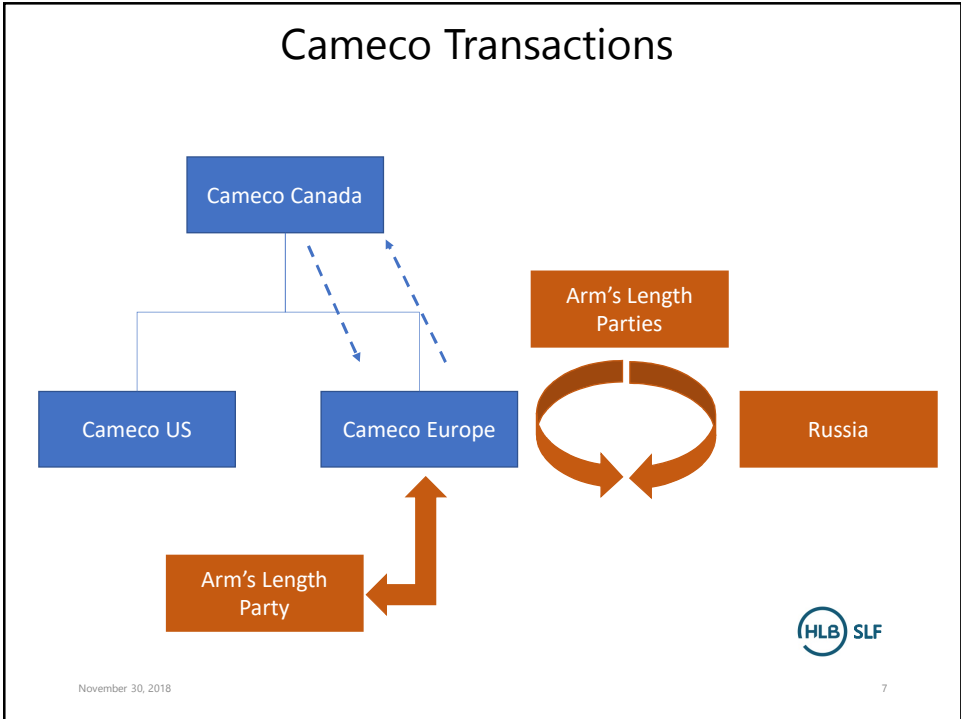 Cameco Transactions
Cameco Canada
Arm’s Length
Parties
Cameco US
Cameco Europe
Russia
Arm’s Length
Party
HLB SLF
November 30, 2018
7